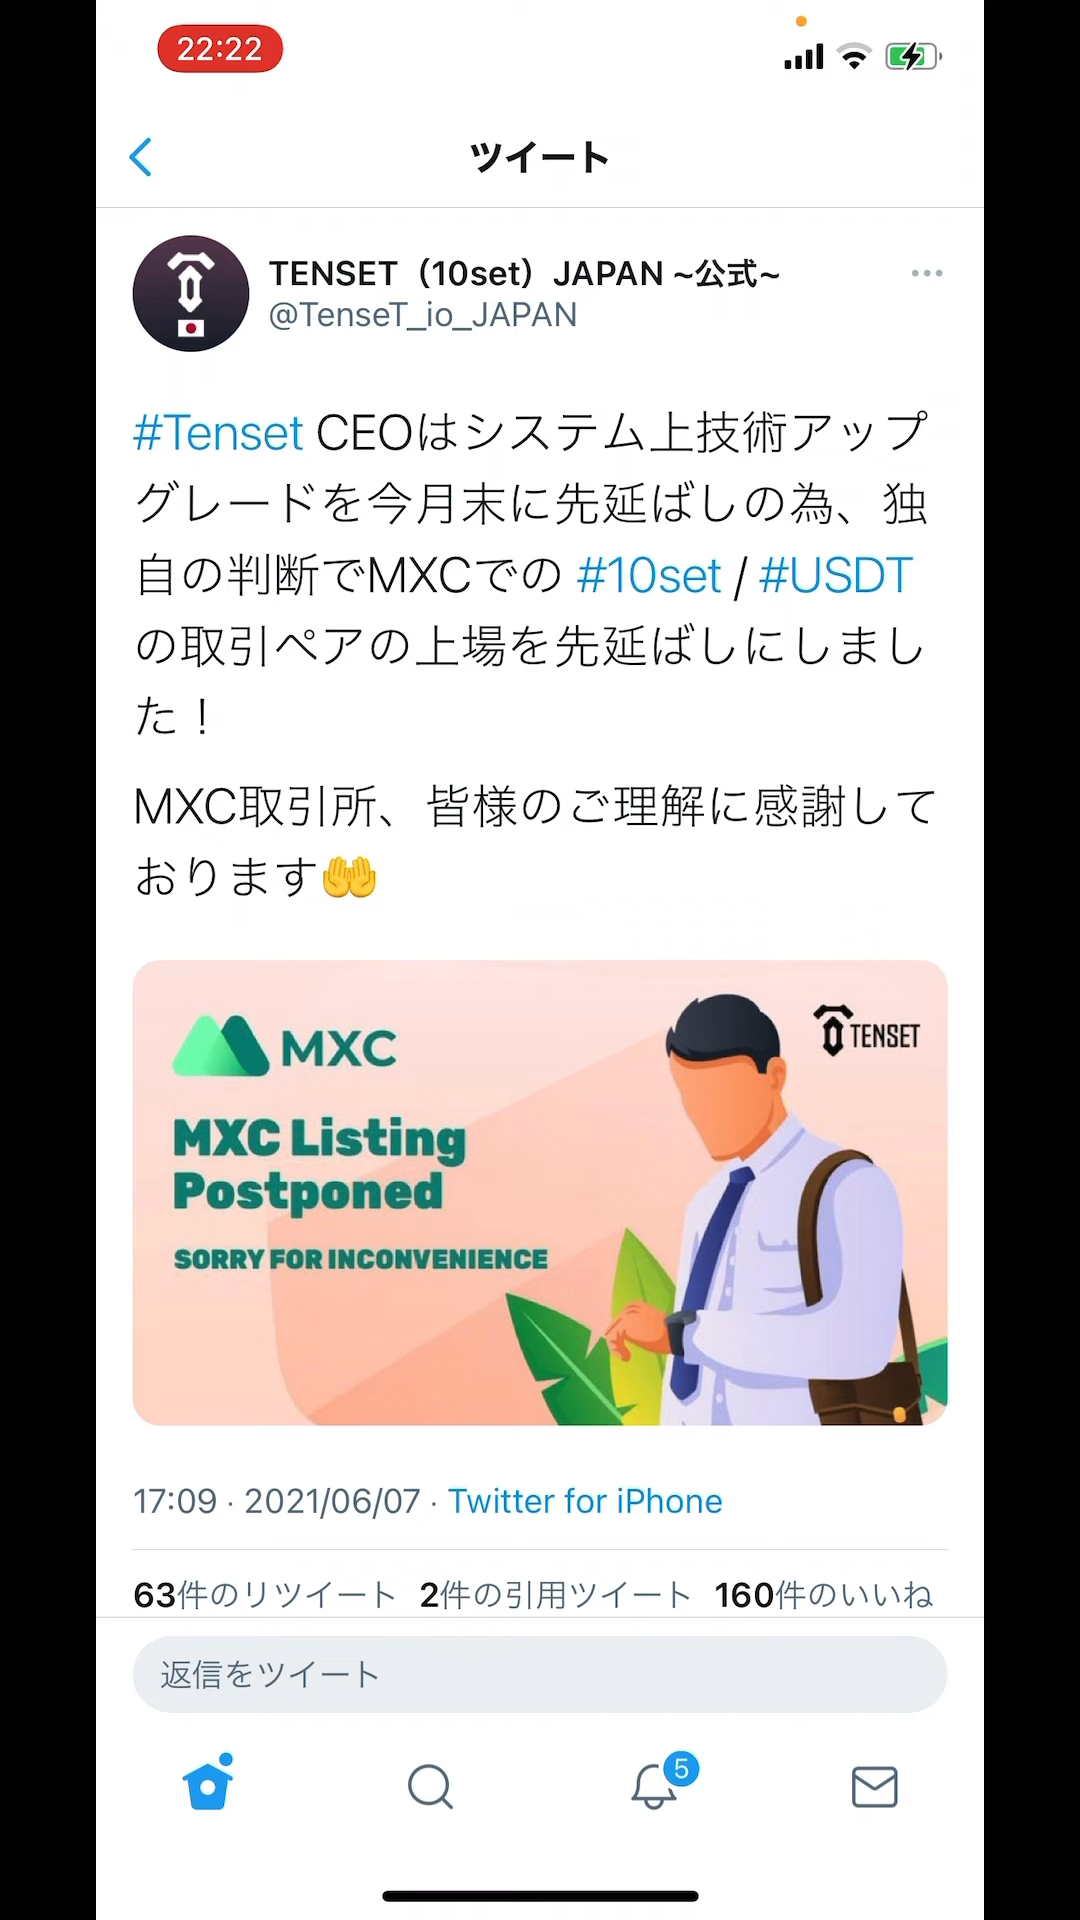 22:22
ツイート
TENSET（10set）JAPAN ~公式~
@TenseT_io_JAPAN
#Tenset CEOはシステム上技術アップ
グレードを今月末に先延ばしの為、独
自の判断でMXCでの #10set / #USDT
の取引ペアの上場を先延ばしにしまし
た！
MXC取引所、皆様のご理解に感謝して
おります🤲
MXC
TENSET
MXC Listing
Postponed
SORRY FOR INCONVENIENCE
17:09 · 2021/06/07 · Twitter for iPhone
63件のリツイート 2件の引用ツイート 160件のいいね
返信をツイート
5